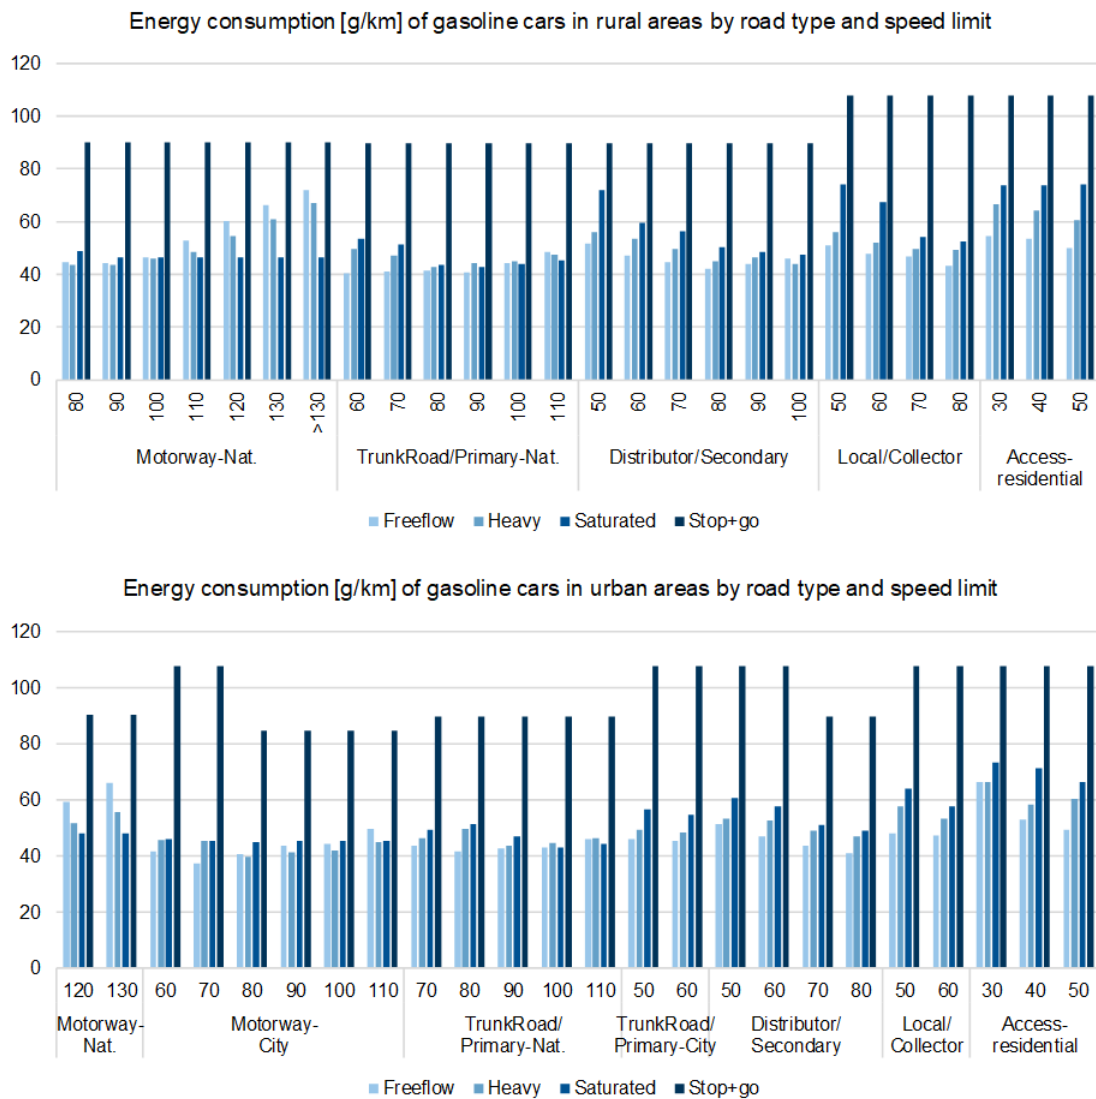 Energy consumption [g/km] of gasoline cars in rural areas by road type and speed limit
120
100
80
60
40
20
0
80 90 100 110 120 130 >130 60 70 80 90 100 110 50 60 70 80 90 100 50 60 70 80 30 40 50
Motorway-Nat. TrunkRoad/Primary-Nat. Distributor/Secondary Local/Collector Access-
residential
Freeflow Heavy Saturated Stop+go
Energy consumption [g/km] of gasoline cars in urban areas by road type and speed limit
120
100
80
60
40
20
0
120 130 60 70 80 90 100 110 70 80 90 100 110 50 60 50 60 70 80 50 60 30 40 50
Motorway- Motorway- TrunkRoad/ TrunkRoad/ Distributor/ Local/ Access-
Nat. City Primary-Nat. Primary-City Secondary Collector residential
Freeflow Heavy Saturated Stop+go